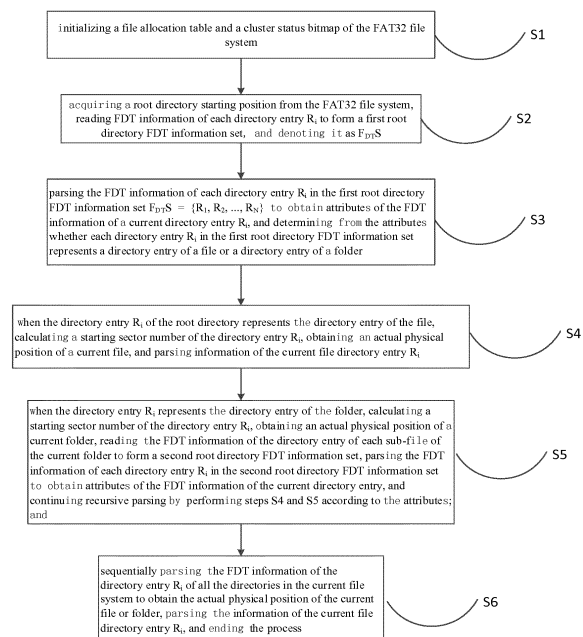 initializing a file allocation table and a cluster status bitmap of the FAT32 file
system
S1
acquiring a root directory starting position from the FAT32 file system,
reading FDT information of each directory entry Ri to form a first root
directory FDT information set, and denoting it as FDTS
S2
parsing the FDT information of each directory entry Ri in the first root directory
FDT information set FDTS = {R1, R2, ..., RN} to obtain attributes of the FDT
information of a current directory entry Ri, and determining from the attributes
whether each directory entry Ri in the first root directory FDT information set
represents a directory entry of a file or a directory entry of a folder
S3
when the directory entry Ri of the root directory represents the directory entry of the file,
calculating a starting sector number of the directory entry Ri, obtaining an actual physical
position of a current file, and parsing information of the current file directory entry Ri
S4
when the directory entry Ri represents the directory entry of the folder, calculating a
starting sector number of the directory entry Ri, obtaining an actual physical position of a
current folder, reading the FDT information of the directory entry of each sub-file of
the current folder to form a second root directory FDT information set, parsing the FDT
information of each directory entry Ri in the second root directory FDT information set
to obtain attributes of the FDT information of the current directory entry, and
continuing recursive parsing by performing steps S4 and S5 according to the attributes;
and
S5
sequentially parsing the FDT information of the
directory entry Ri of all the directories in the current file
system to obtain the actual physical position of the current
file or folder, parsing the information of the current file
directory entry Ri, and ending the process
S6